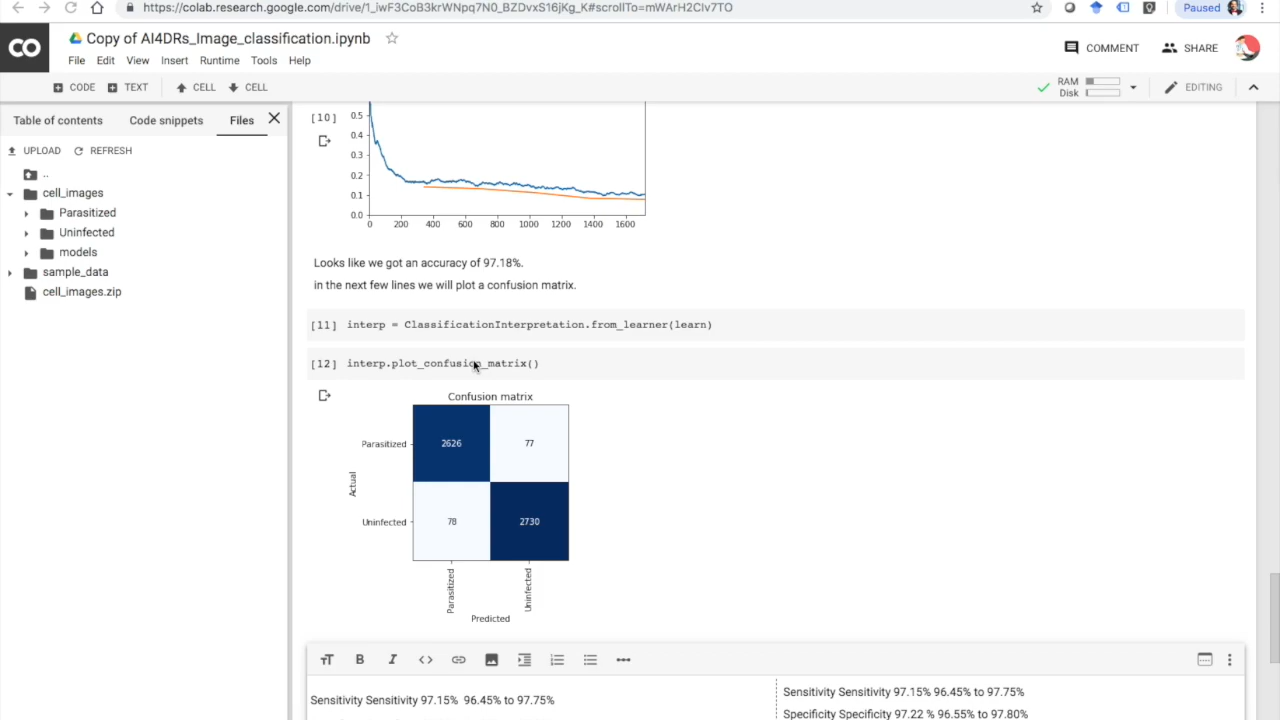 https://colab.research.google.com/drive/1_iwF3CoB3krWNpq7N0_BZDvxS16jKg_K#scrollTo=mWArH2Clv7TO
Paused
CO
Copy of AI4DRs_Image_classification.ipynb
File Edit View Insert Runtime Tools Help
COMMENT
SHARE
CODE TEXT CELL CELL
RAM
Disk
EDITING
Table of contents Code snippets Files
UPLOAD REFRESH
..
cell_images
Parasitized
Uninfected
models
sample_data
cell_images.zip
[10]
0.5
0.4
0.3
0.2
0.1
0.0
0 200 400 600 800 1000 1200 1400 1600
Looks like we got an accuracy of 97.18%.
in the next few lines we will plot a confusion matrix.
[11] interp = ClassificationInterpretation.from_learner(learn)
[12] interp.plot_confusion_matrix()
Confusion matrix
Parasitized 2626 77
Actual
Uninfected 78 2730
Parasitized Uninfected
Predicted
Sensitivity Sensitivity 97.15% 96.45% to 97.75%
Sensitivity Sensitivity 97.15% 96.45% to 97.75%
Specificity Specificity 97.22 % 96.55% to 97.80%